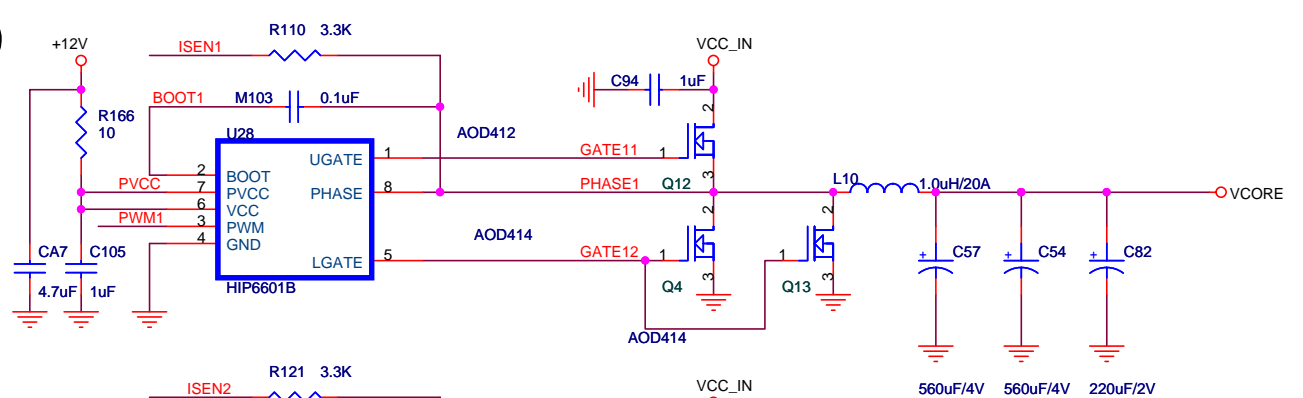 )
+12V
ISEN1
R110 3.3K
VCC_IN
C94
1uF
BOOT1
M103
0.1uF
R166
10
U28
AOD412
2
UGATE
1
GATE11
1
2
BOOT
3
PVCC
7
PVCC
PHASE
8
PHASE1
Q12
L10
1.0uH/20A
VCORE
6
VCC
2
2
PWM1
3
PWM
4
GND
AOD414
CA7
C105
LGATE
5
GATE12
1
1
C57
C54
C82
+
+
+
3
3
4.7uF
1uF
HIP6601B
Q4
Q13
AOD414
R121 3.3K
ISEN2
VCC_IN
560uF/4V
560uF/4V
220uF/2V